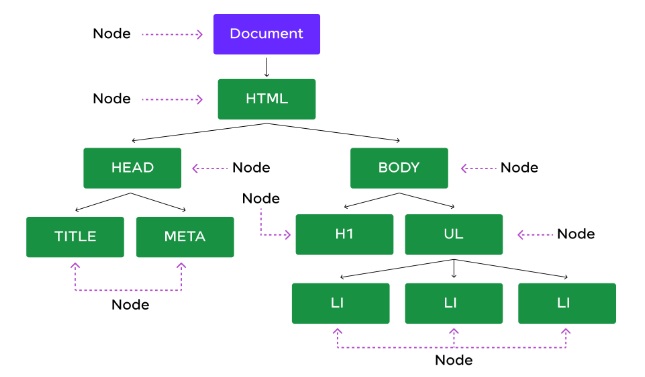 Node
Document
Node
HTML
HEAD
Node
BODY
Node
Node
TITLE
META
H1
UL
Node
Node
LI
LI
LI
Node